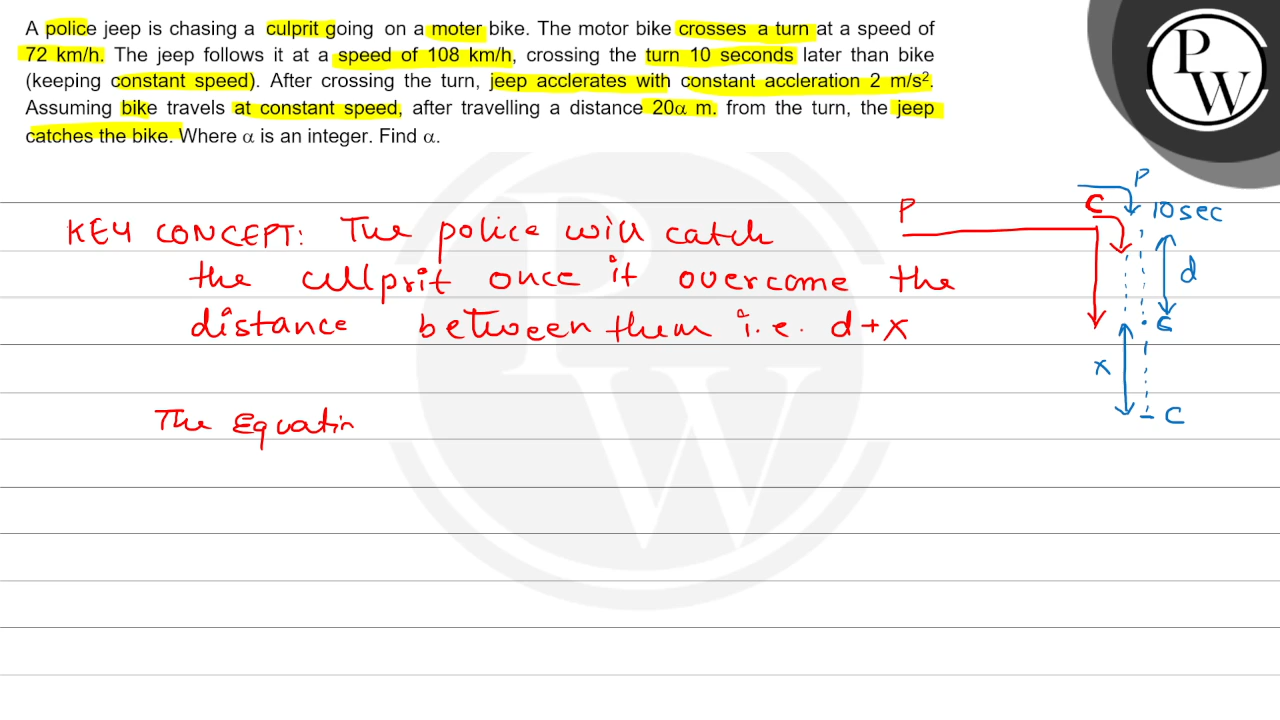 A police jeep is chasing a culprit going on a moter bike. The motor bike crosses a turn at a speed of
72 km/h. The jeep follows it at a speed of 108 km/h, crossing the turn 10 seconds later than bike
(keeping constant speed). After crossing the turn, jeep acclerates with constant accleration 2 m/s².
Assuming bike travels at constant speed, after travelling a distance 20α m. from the turn, the jeep
catches the bike. Where α is an integer. Find α.
P
W
P
P
C
10 sec
KEY CONCEPT: The police will catch
the cullprit once it overcome the
d
distance between them i.e. d+x
C
x
C
The Equatin